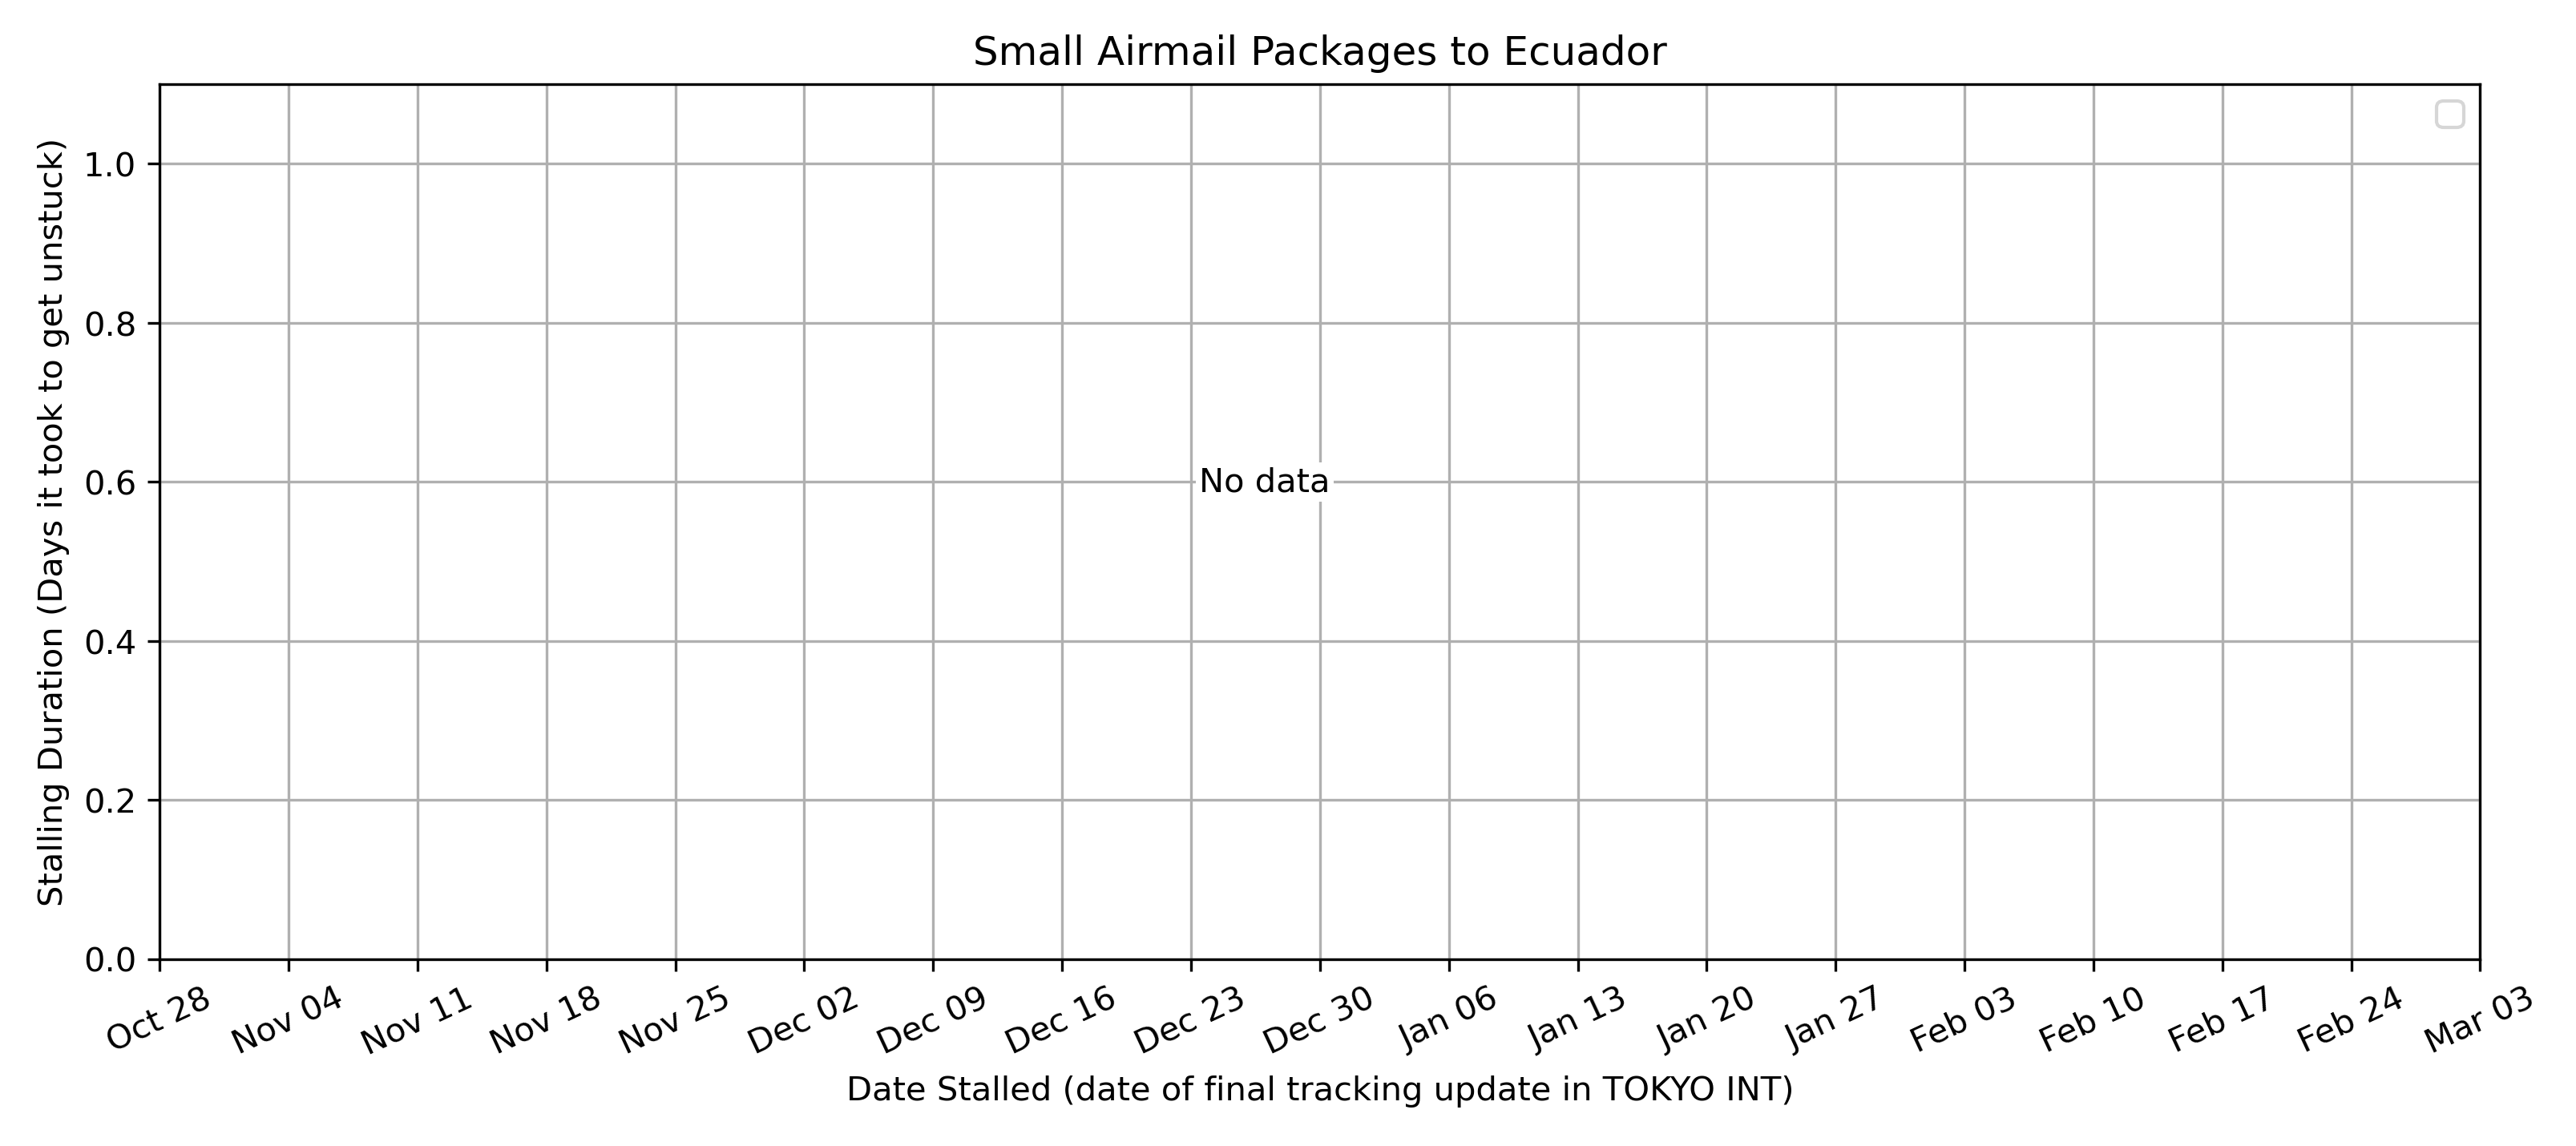 Small Airmail Packages to Ecuador
Stalling Duration (Days it took to get unstuck)
1.0
0.8
0.6
0.4
0.2
0.0
No data
Oct 28
Nov 04
Nov 11
Nov 18
Nov 25
Dec 02
Dec 09
Dec 16
Dec 23
Dec 30
Jan 06
Jan 13
Jan 20
Jan 27
Feb 03
Feb 10
Feb 17
Feb 24
Mar 03
Date Stalled (date of final tracking update in TOKYO INT)